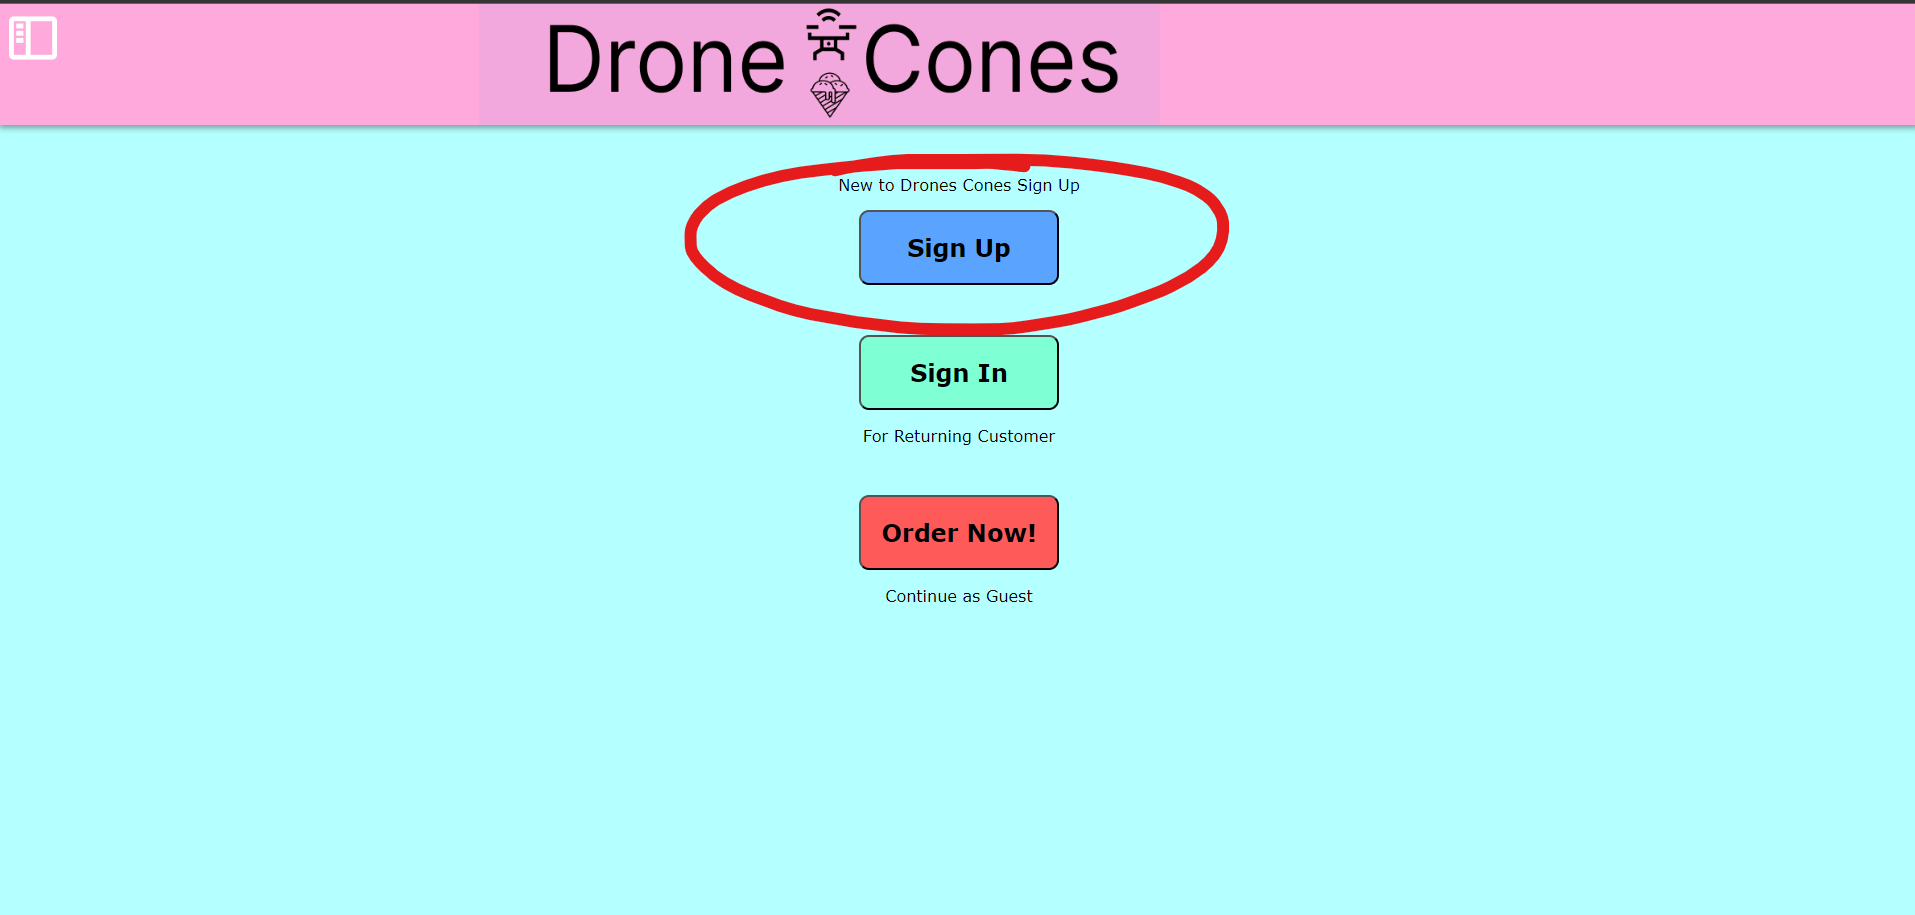 Drone Cones
New to Drones Cones Sign Up
Sign Up
Sign In
For Returning Customer
Order Now!
Continue as Guest